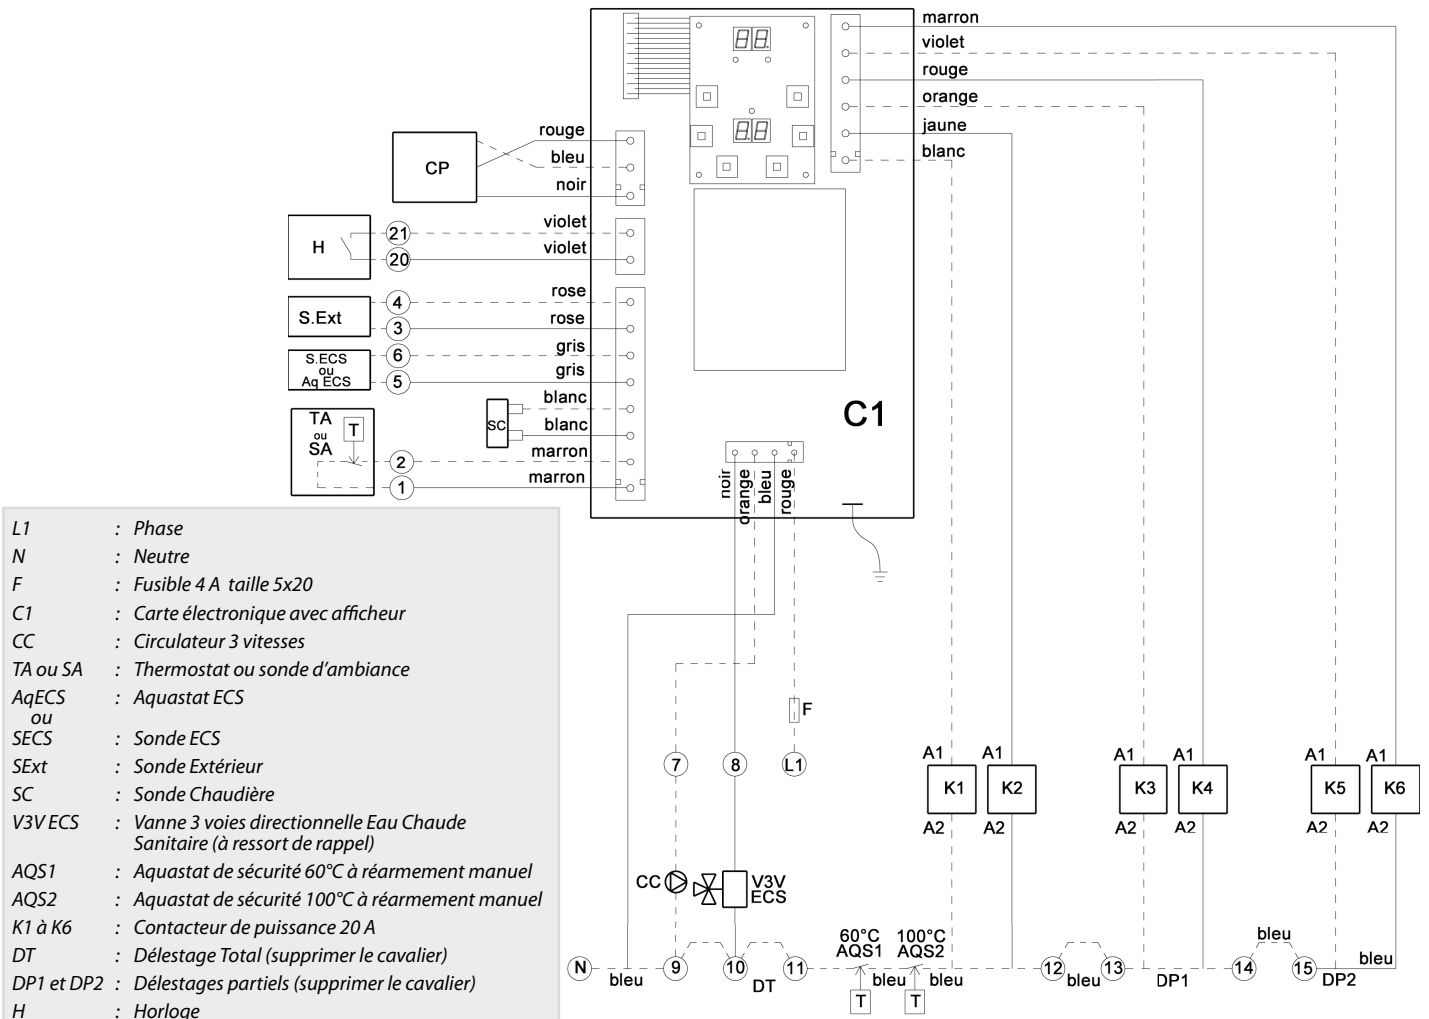 marron
violet
rouge
orange
jaune
blanc
88
88
rouge
bleu
noir
CP
violet
violet
H
21
20
rose
rose
S.Ext
4
3
gris
gris
S.ECS
ou
Aq ECS
6
5
blanc
blanc
SC
marron
marron
TA
ou
SA
T
2
1
C1
noir
orange
bleu
rouge
L1 : Phase
N : Neutre
F : Fusible 4 A taille 5x20
C1 : Carte électronique avec afficheur
CC : Circulateur 3 vitesses
TA ou SA : Thermostat ou sonde d'ambiance
AqECS : Aquastat ECS
ou
SECS : Sonde ECS
SExt : Sonde Extérieur
SC : Sonde Chaudière
V3V ECS : Vanne 3 voies directionnelle Eau Chaude
Sanitaire (à ressort de rappel)
AQS1 : Aquastat de sécurité 60°C à réarmement manuel
AQS2 : Aquastat de sécurité 100°C à réarmement manuel
K1 à K6 : Contacteur de puissance 20 A
DT : Délestage Total (supprimer le cavalier)
DP1 et DP2 : Délestages partiels (supprimer le cavalier)
H : Horloge
F
7
8
L1
A1 A1 A1 A1 A1 A1
K1 K2 K3 K4 K5 K6
A2 A2 A2 A2 A2 A2
CC
V3V
ECS
60°C
AQS1
100°C
AQS2
N
bleu
9
10
DT
11
T
bleu
T
bleu
12
bleu
13
DP1
14
bleu
15
DP2
bleu